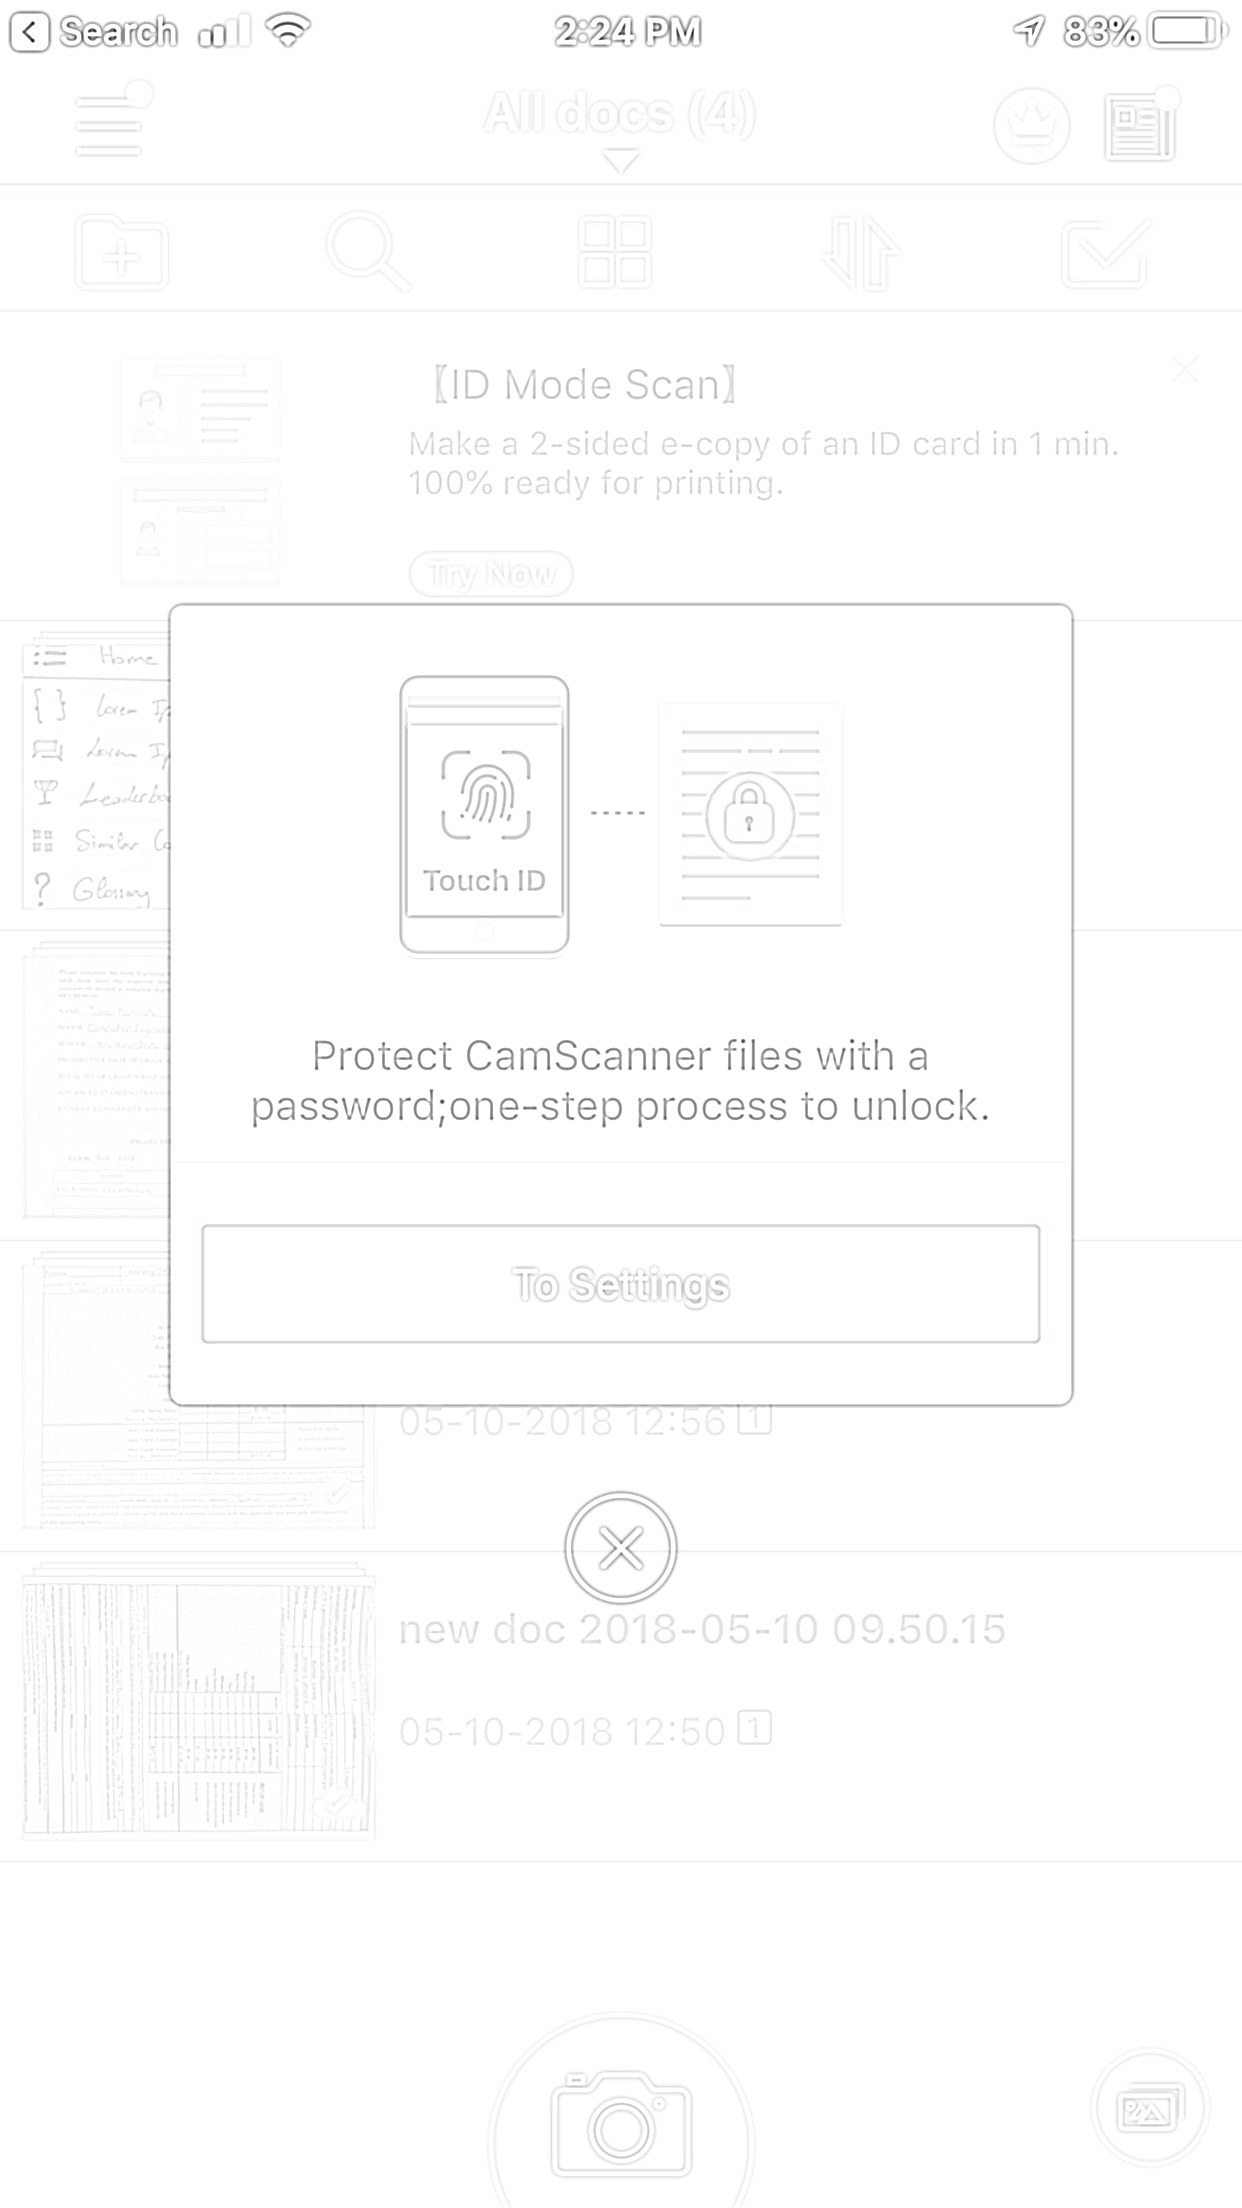 Search
2:24 PM
83%
All docs (4)
【ID Mode Scan】
Make a 2-sided e-copy of an ID card in 1 min.
100% ready for printing.
Try Now
Home
Lorem
Lorem
Similar
?
Glossary
Touch ID
Protect CamScanner files with a
password;one-step process to unlock.
To Settings
05-10-2018 12:56 1
new doc 2018-05-10 09.50.15
05-10-2018 12:50 1